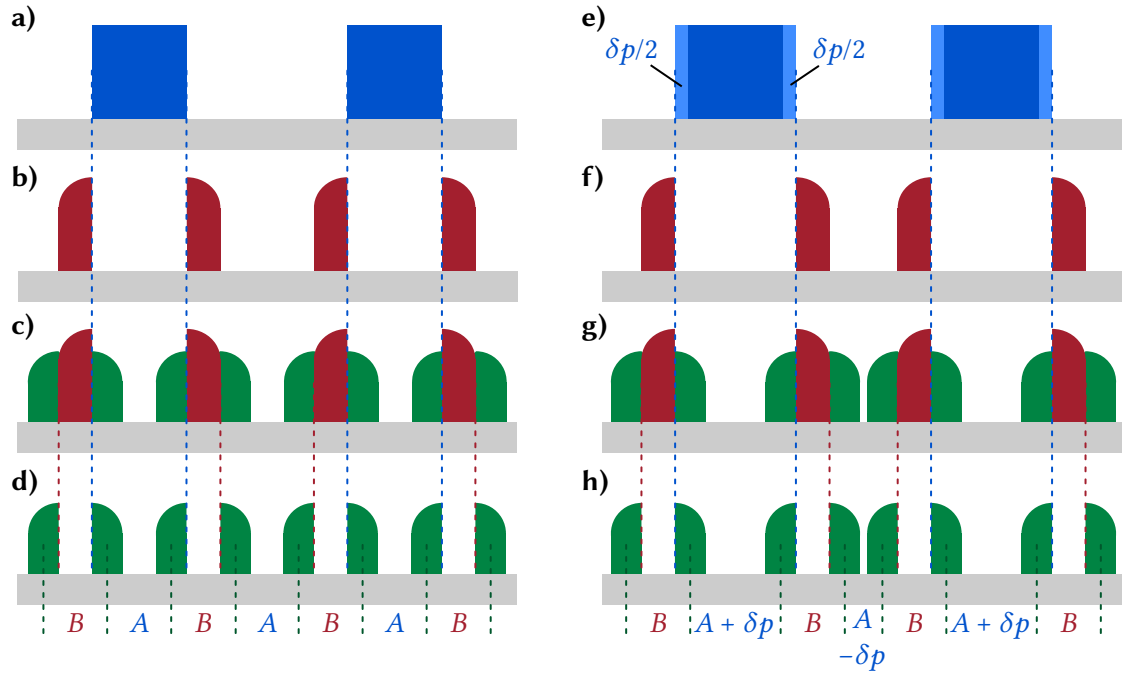 a)
e)
δp/2
δp/2
b)
f)
c)
g)
d)
h)
B A B A B A B
B A + δp B A B A + δp B
−δp